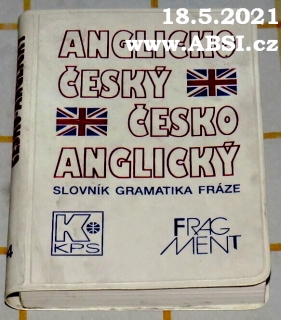 18.5.2021
www.ABSI.cz
ANGLICKO
ČESKÝ
ČESKO
ANGLICKÝ
SLOVNÍK GRAMATIKA FRÁZE
K
KPS
FRAG
MENT